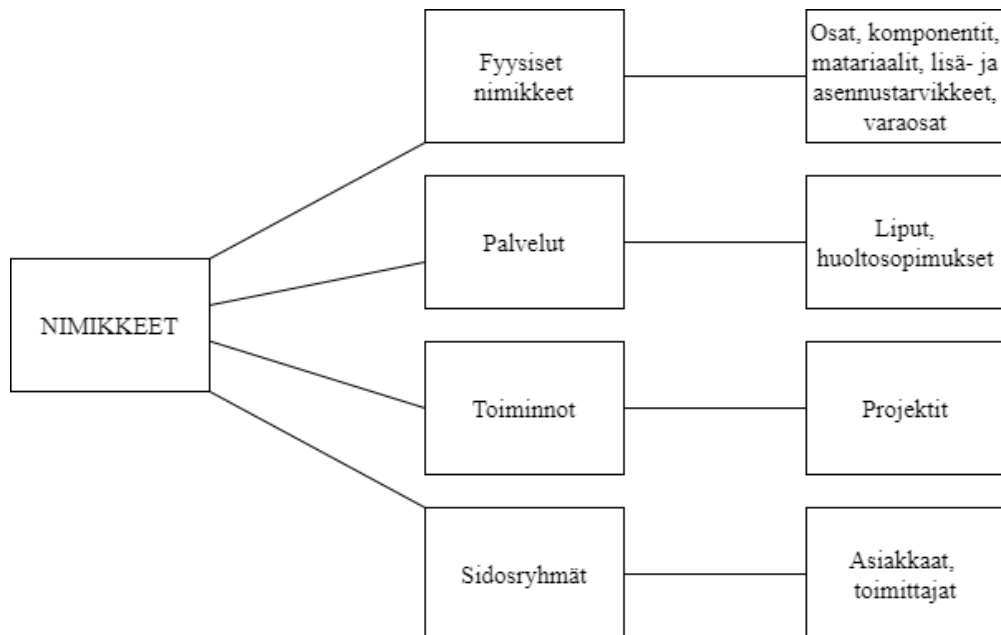 Fyysiset
nimikkeet
Osat, komponentit,
matariaalit, lisä- ja
asennustarvikkeet,
varaosat
Palvelut
Liput,
huoltosopimukset
NIMIKKEET
Toiminnot
Projektit
Sidosryhmät
Asiakkaat,
toimittajat